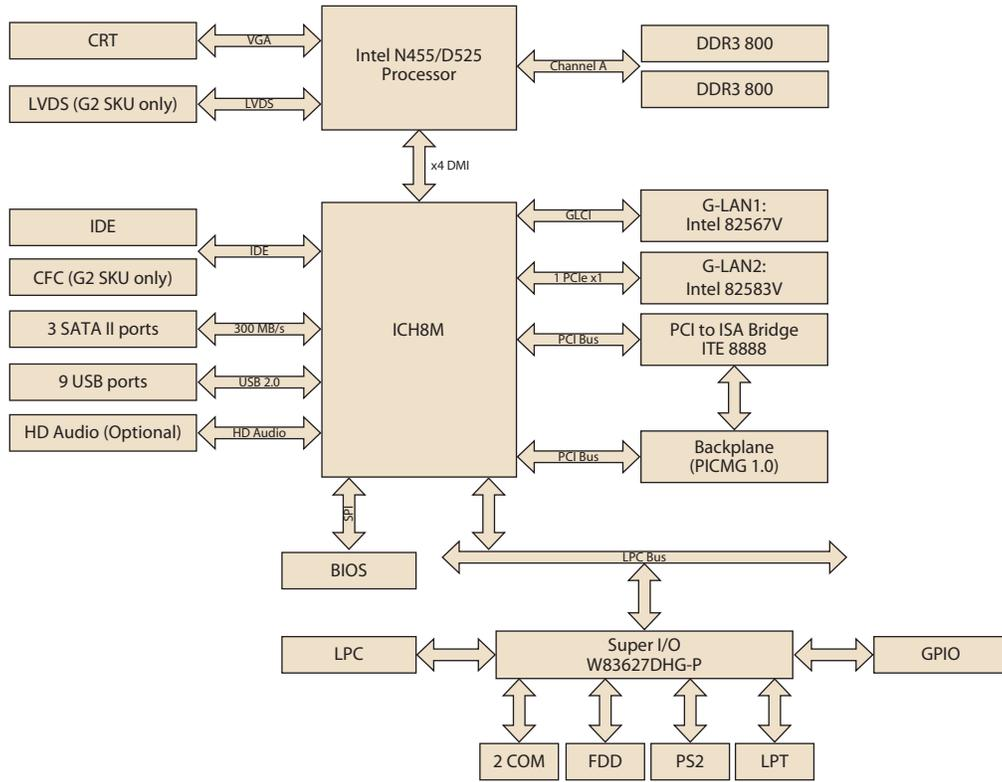 CRT
VGA
Intel N455/D525
Processor
Channel A
DDR3 800
DDR3 800
LVDS (G2 SKU only)
LVDS
x4 DMI
IDE
CFC (G2 SKU only)
IDE
3 SATA II ports
300 MB/s
9 USB ports
USB 2.0
HD Audio (Optional)
HD Audio
ICH8M
GLCI
G-LAN1:
Intel 82567V
1 PCIe x1
G-LAN2:
Intel 82583V
PCI Bus
PCI to ISA Bridge
ITE 8888
PCI Bus
Backplane
(PICMG 1.0)
SPI
BIOS
LPC Bus
LPC
Super I/O
W83627DHG-P
GPIO
2 COM
FDD
PS2
LPT